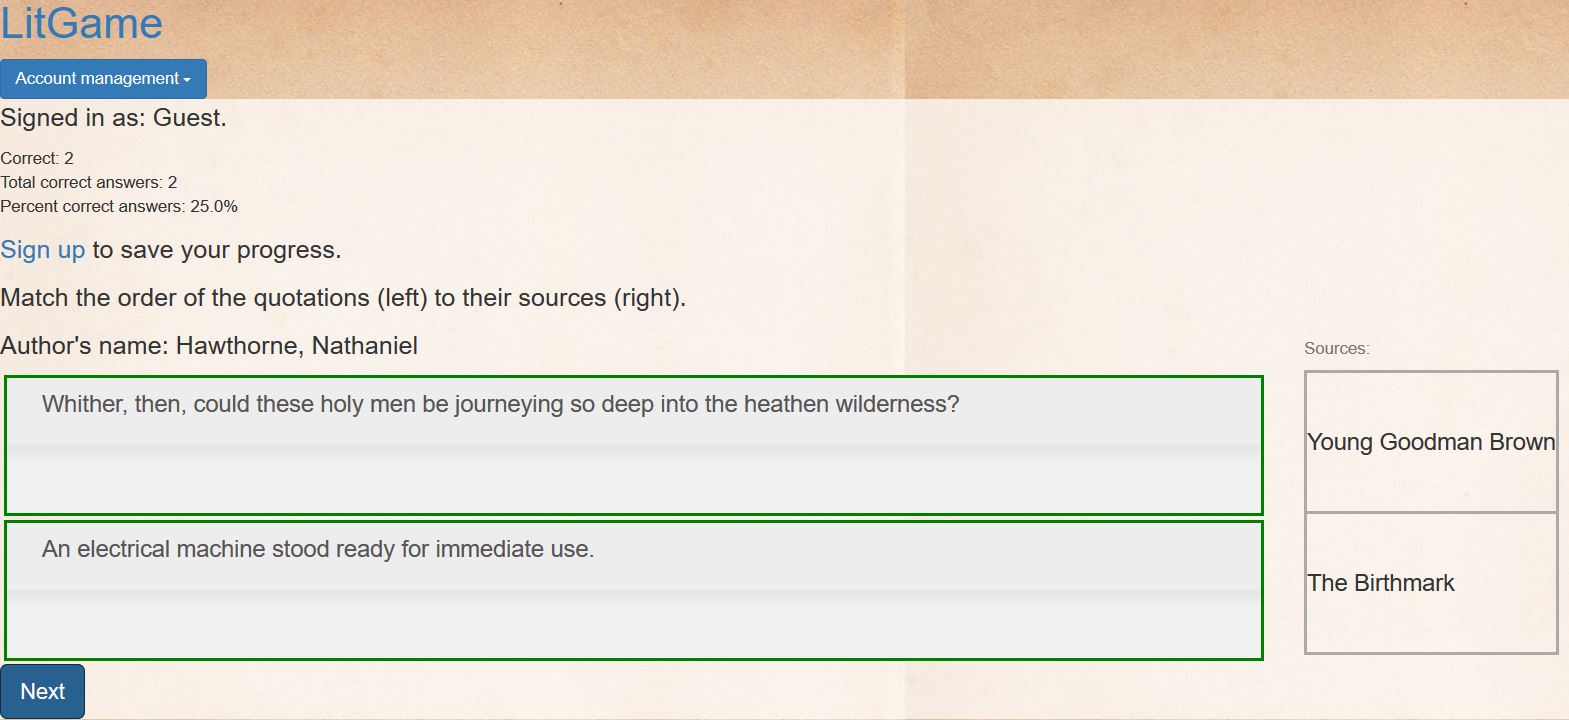 LitGame
Account management
Signed in as: Guest.
Correct: 2
Total correct answers: 2
Percent correct answers: 25.0%
Sign up to save your progress.
Match the order of the quotations (left) to their sources (right).
Author's name: Hawthorne, Nathaniel
Sources:
Whither, then, could these holy men be journeying so deep into the heathen wilderness?
Young Goodman Brown
An electrical machine stood ready for immediate use.
The Birthmark
Next